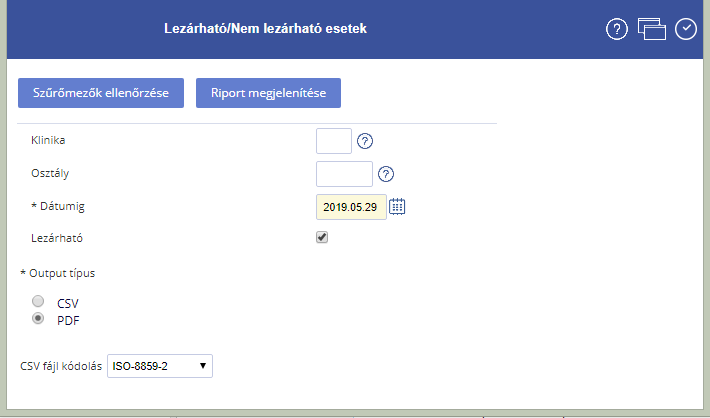 Lezárható/Nem lezárható esetek
Szűrőmezők ellenőrzése
Riport megjelenítése
Klinika
Osztály
* Dátumig 2019.05.29
Lezárható
* Output típus
CSV
PDF
CSV fájl kódolás ISO-8859-2